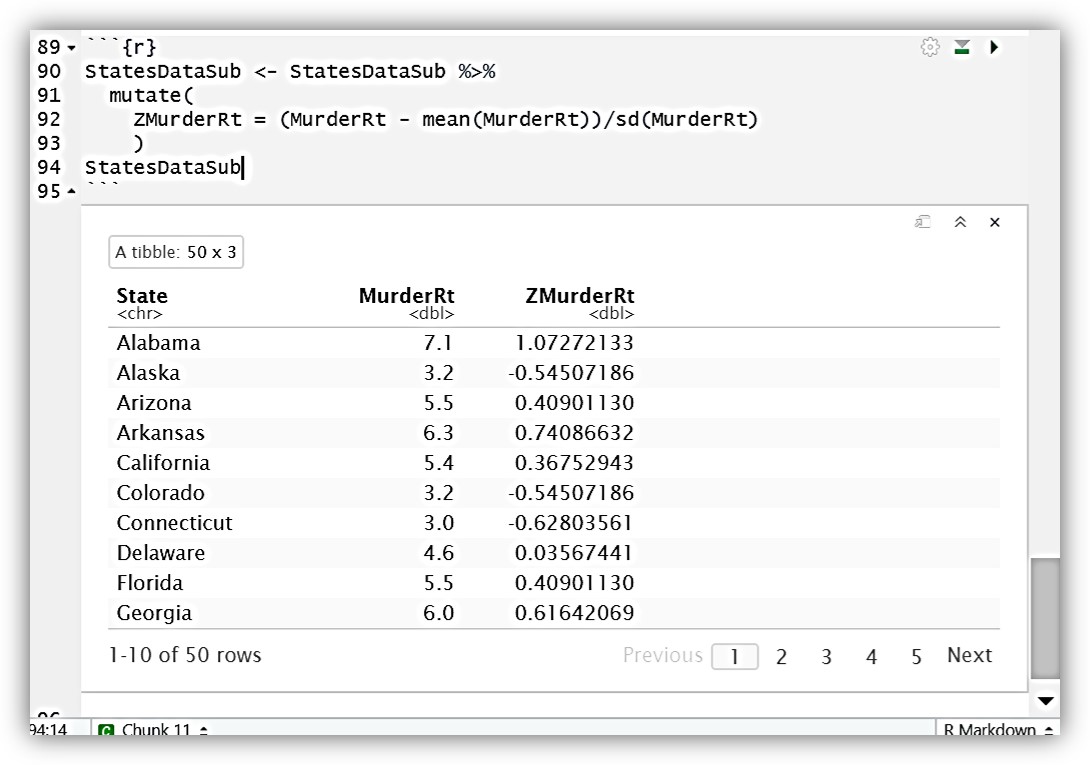 89 ```{r}
90 StatesDataSub <- StatesDataSub %>%
91 mutate(
92 ZMurderRt = (MurderRt - mean(MurderRt))/sd(MurderRt)
93 )
94 StatesDataSub
95 ```
A tibble: 50 x 3
State MurderRt ZMurderRt
<chr> <dbl> <dbl>
Alabama 7.1 1.07272133
Alaska 3.2 -0.54507186
Arizona 5.5 0.40901130
Arkansas 6.3 0.74086632
California 5.4 0.36752943
Colorado 3.2 -0.54507186
Connecticut 3.0 -0.62803561
Delaware 4.6 0.03567441
Florida 5.5 0.40901130
Georgia 6.0 0.61642069
1-10 of 50 rows Previous 1 2 3 4 5 Next
96
94:14 C Chunk 11 R Markdown